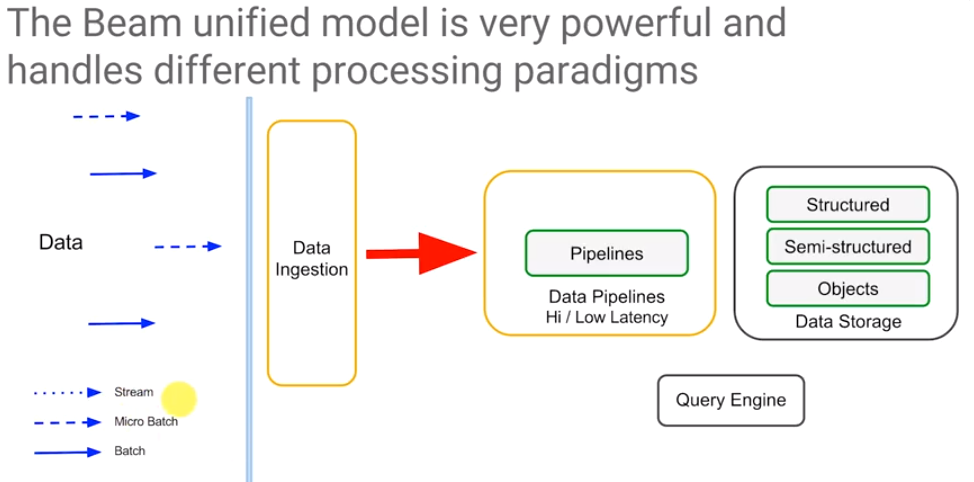 The Beam unified model is very powerful and
handles different processing paradigms
Data
Stream
Micro Batch
Batch
Data
Ingestion
Pipelines
Data Pipelines
Hi / Low Latency
Structured
Semi-structured
Objects
Data Storage
Query Engine